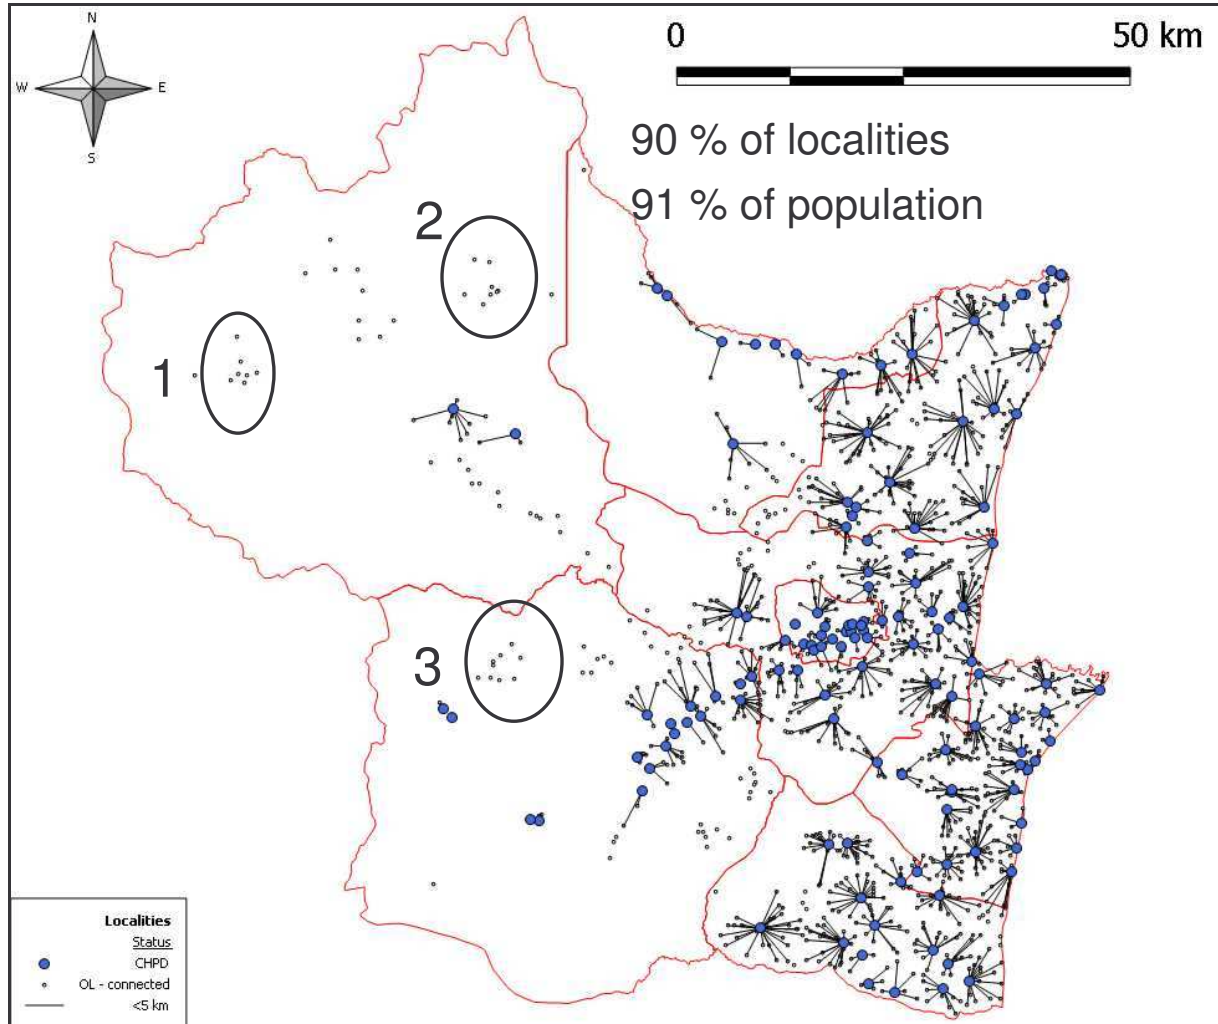 N
W E
S
0 50 km
90 % of localities
91 % of population
2
1
3
Localities
Status
CHPD
OL - connected
<5 km